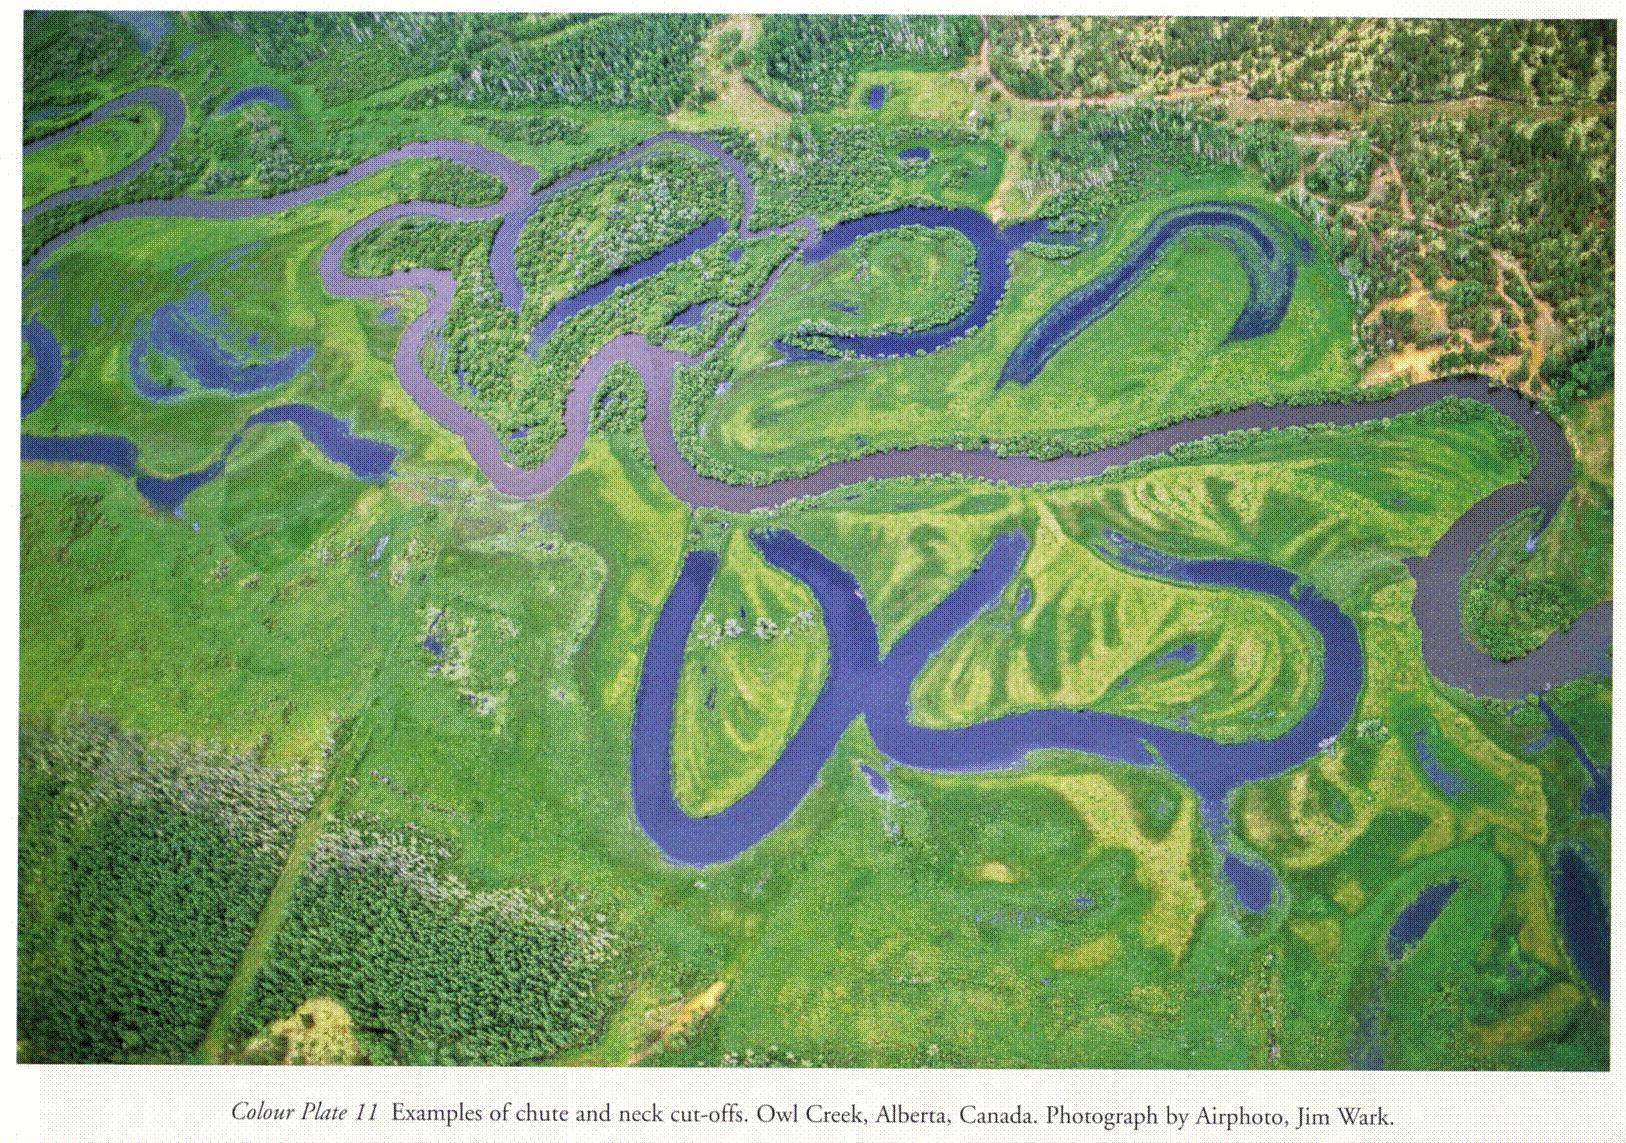 Colour Plate 11 Examples of chute and neck cut-offs. Owl Creek, Alberta, Canada. Photograph by Airphoto, Jim Wark.